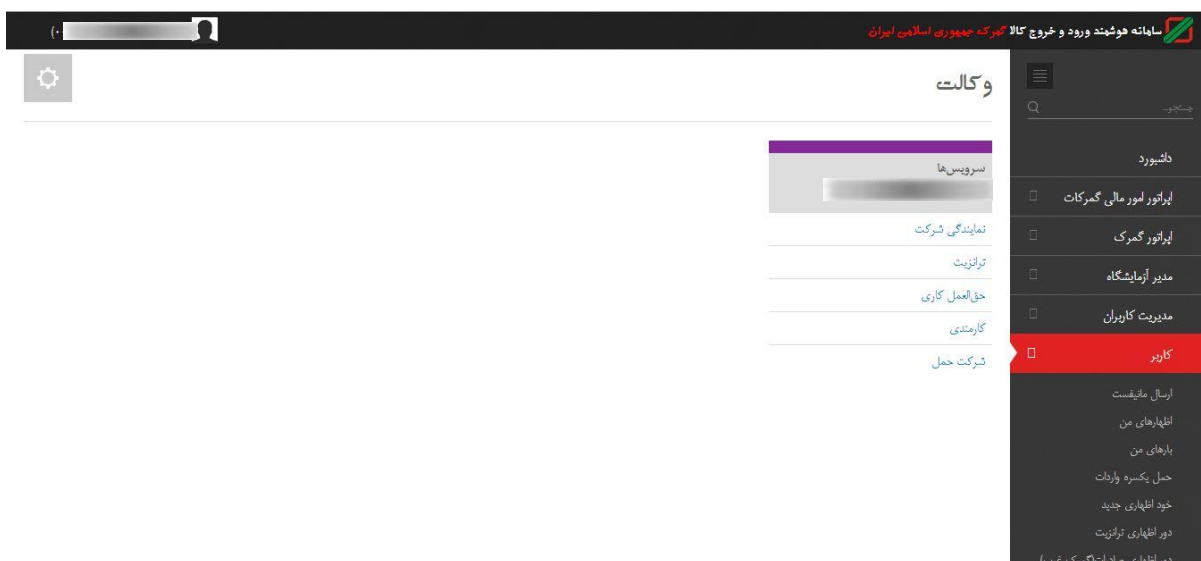 سامانه هوشمند ورود و خروج کالا گمرک جمهوری اسلامی ایران
جستجو...
داشبورد
اپراتور امور مالی گمرکات
اپراتور گمرک
مدیر آزمایشگاه
مدیریت کاربران
کاربر
ارسال مانیفست
اظهارهای من
بارهای من
حمل یکسره واردات
خود اظهاری جدید
دور اظهاری ترانزیت
وکالت
سرویس‌ها
نمایندگی شرکت
ترانزیت
حق‌العمل کاری
کارمندی
شرکت حمل